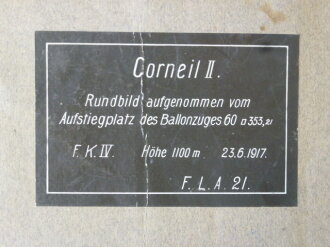 Corneil II.
Rundbild aufgenommen vom
Aufstiegplatz des Ballonzuges 60 □ 353,21
F. K. IV. Höhe 1100 m 23.6.1917.
F. L. A. 21.